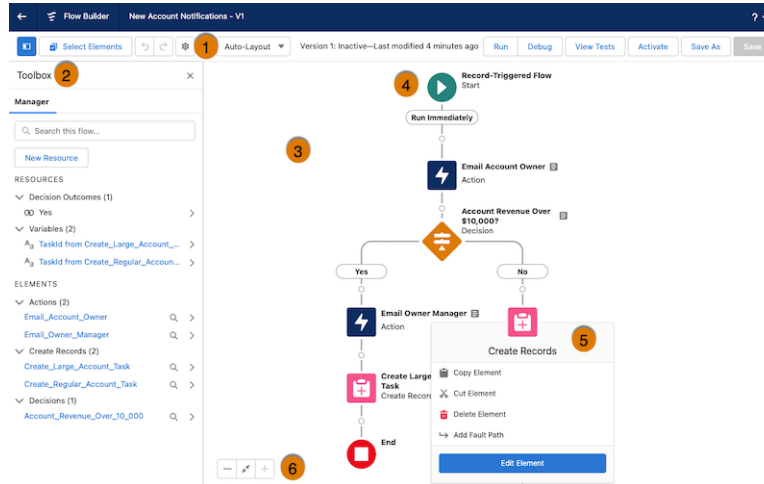 ← Flow Builder New Account Notifications - V1 ?
Select Elements 1 Auto-Layout Version 1: Inactive—Last modified 4 minutes ago Run Debug View Tests Activate Save As Save
Toolbox 2
Manager
Search this flow...
New Resource
RESOURCES
Decision Outcomes (1)
Yes
Variables (2)
TaskId from Create_Large_Account_...
TaskId from Create_Regular_Accoun...
ELEMENTS
Actions (2)
Email_Account_Owner
Email_Owner_Manager
Create Records (2)
Create_Large_Account_Task
Create_Regular_Account_Task
Decisions (1)
Account_Revenue_Over_10_000
3
4
Record-Triggered Flow
Start
Run Immediately
Email Account Owner
Action
Account Revenue Over
$10,000?
Decision
Yes No
Email Owner Manager
Action
Create Large
Task
Create Record
End
5
Create Records
Copy Element
Cut Element
Delete Element
Add Fault Path
Edit Element
6